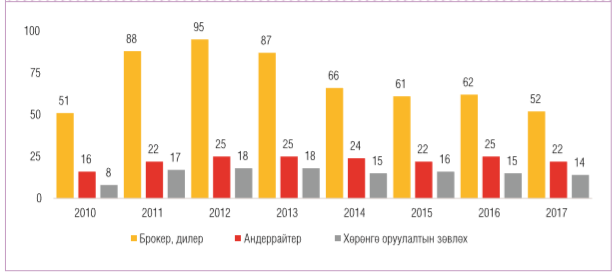 100
75
50
25
0
51 16 8
88 22 17
95 25 18
87 25 18
66 24 15
61 22 16
62 25 15
52 22 14
2010 2011 2012 2013 2014 2015 2016 2017
Брокер, дилер Андеррайтер Хөрөнгө оруулалтын зөвлөх